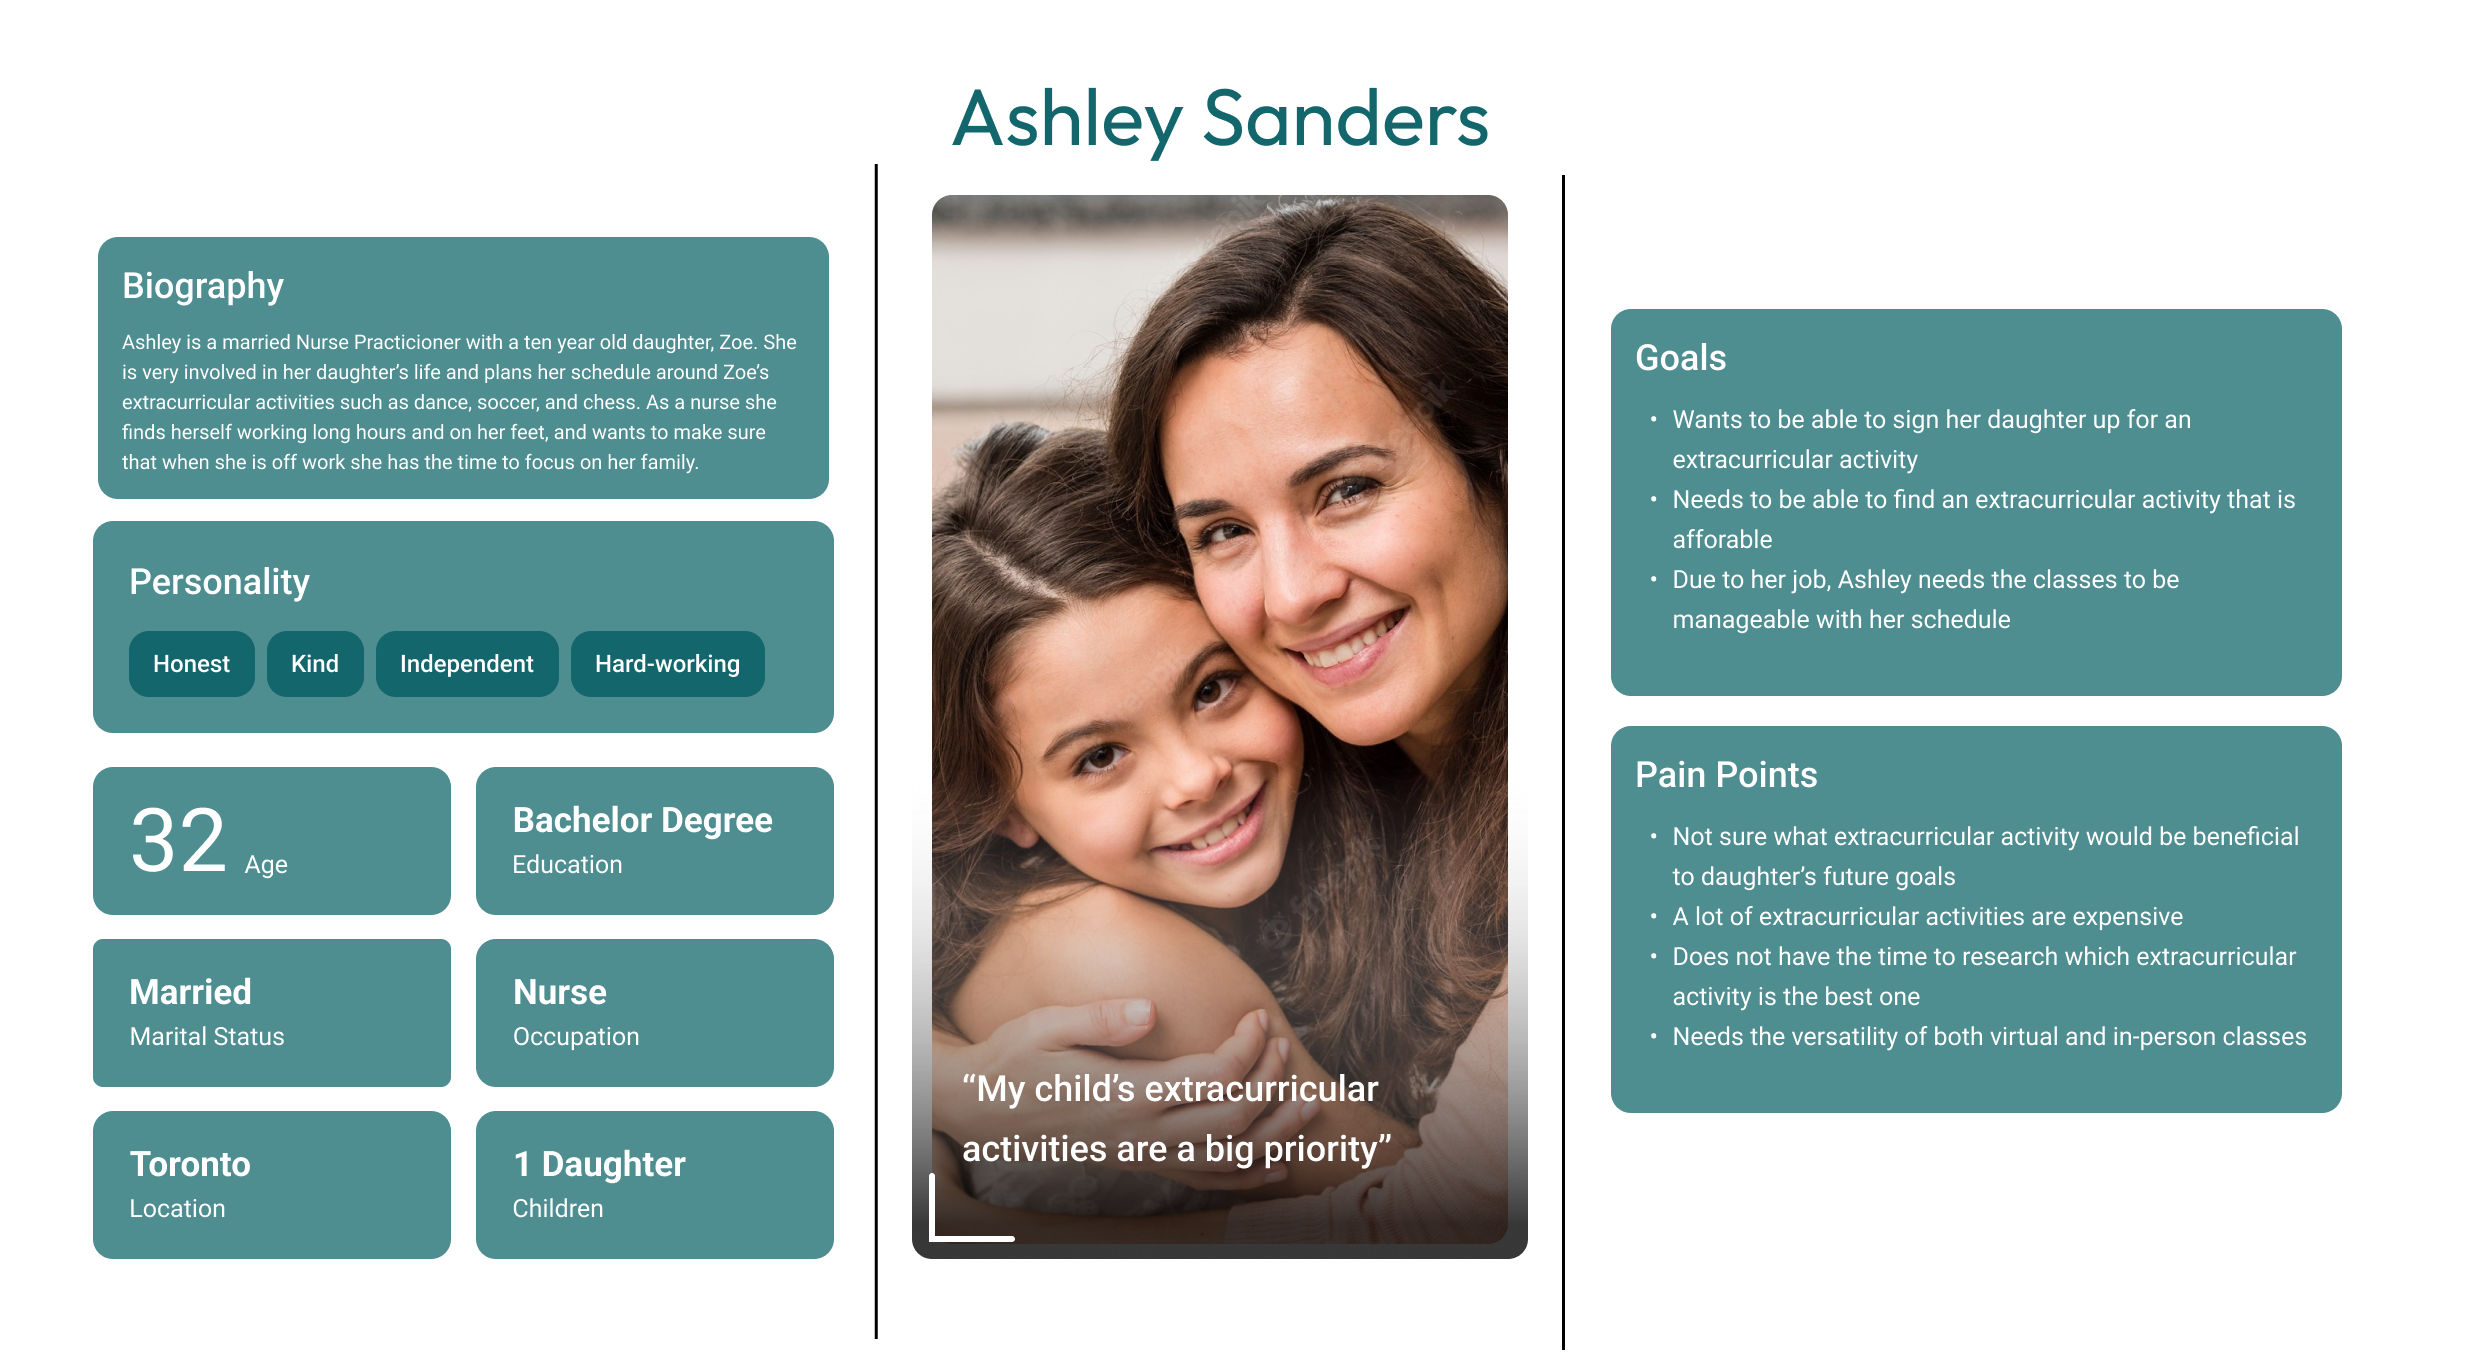 Ashley Sanders
Biography
Ashley is a married Nurse Practicioner with a ten year old daughter, Zoe. She
is very involved in her daughter’s life and plans her schedule around Zoe’s
extracurricular activities such as dance, soccer, and chess. As a nurse she
finds herself working long hours and on her feet, and wants to make sure
that when she is off work she has the time to focus on her family.
Personality
Honest
Kind
Independent
Hard-working
32 Age
Bachelor Degree
Education
Married
Marital Status
Nurse
Occupation
Toronto
Location
1 Daughter
Children
“My child’s extracurricular
activities are a big priority”
Goals
• Wants to be able to sign her daughter up for an
extracurricular activity
• Needs to be able to find an extracurricular activity that is
afforable
• Due to her job, Ashley needs the classes to be
manageable with her schedule
Pain Points
• Not sure what extracurricular activity would be beneficial
to daughter’s future goals
• A lot of extracurricular activities are expensive
• Does not have the time to research which extracurricular
activity is the best one
• Needs the versatility of both virtual and in-person classes